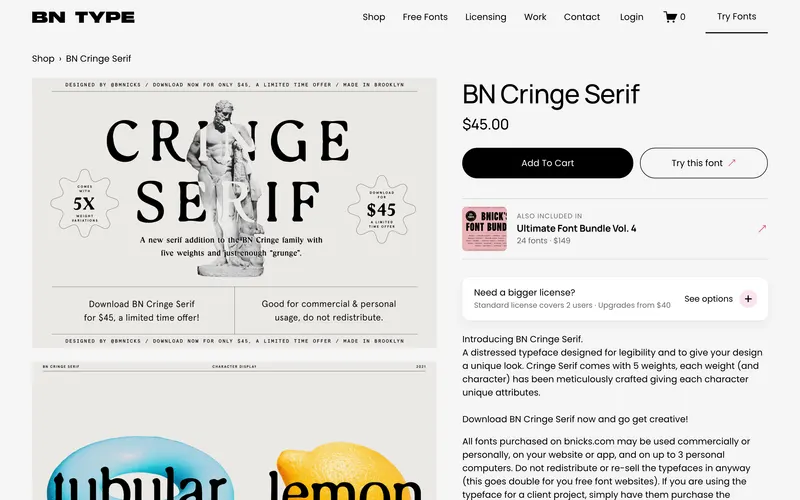 BN TYPE
Shop Free Fonts Licensing Work Contact Login 0 Try Fonts
Shop › BN Cringe Serif
DESIGNED BY @BMNICKS / DOWNLOAD NOW FOR ONLY $45, A LIMITED TIME OFFER / MADE IN BROOKLYN
CRINGE
SERIF
COMES
WITH
5X
WEIGHT
VARIATIONS
DOWNLOAD
FOR
$45
A LIMITED
TIME OFFER
A new serif addition to the BN Cringe family with
five weights and just enough "grunge".
Download BN Cringe Serif
for $45, a limited time offer!
Good for commercial & personal
usage, do not redistribute.
DESIGNED BY @BMNICKS / DOWNLOAD NOW FOR ONLY $45, A LIMITED TIME OFFER / MADE IN BROOKLYN
BN CRINGE SERIF CHARACTER DISPLAY 2021
tubular lemon
BN Cringe Serif
$45.00
Add To Cart
Try this font
BNICK'S
FONT BUND
ALSO INCLUDED IN
Ultimate Font Bundle Vol. 4
24 fonts · $149
Need a bigger license?
Standard license covers 2 users · Upgrades from $40
See options
Introducing BN Cringe Serif.
A distressed typeface designed for legibility and to give your design
a unique look. Cringe Serif comes with 5 weights, each weight (and
character) has been meticulously crafted giving each character
unique attributes.
Download BN Cringe Serif now and go get creative!
All fonts purchased on bnicks.com may be used commercially or
personally, on your website or app, and on up to 3 personal
computers. Do not redistribute or re-sell the typefaces in anyway
(this goes double for you free font websites). If you are using the
typeface for a client project, simply have them purchase the